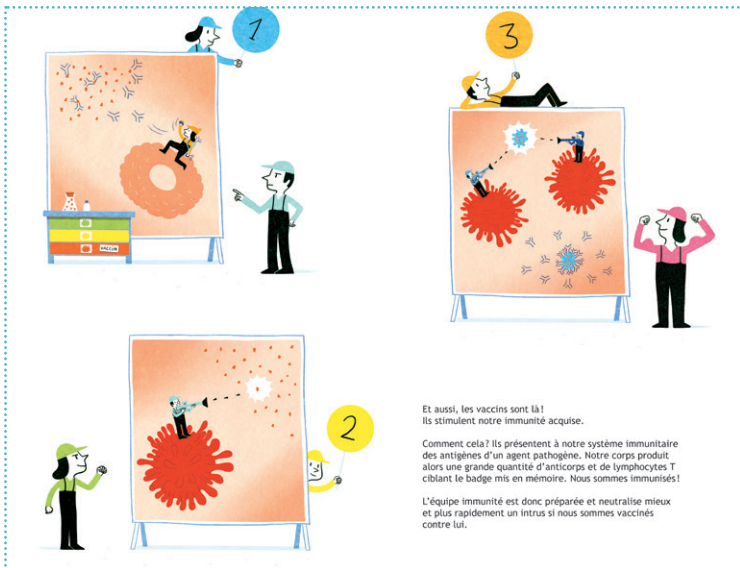 1
3
VACCIN
2
Et aussi, les vaccins sont là !
Ils stimulent notre immunité acquise.
Comment cela ? Ils présentent à notre système immunitaire
des antigènes d'un agent pathogène. Notre corps produit
alors une grande quantité d'anticorps et de lymphocytes T
ciblant le badge mis en mémoire. Nous sommes immunisés !
L'équipe immunité est donc préparée et neutralise mieux
et plus rapidement un intrus si nous sommes vaccinés
contre lui.